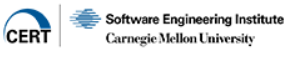 CERT
Software Engineering Institute
Carnegie Mellon University